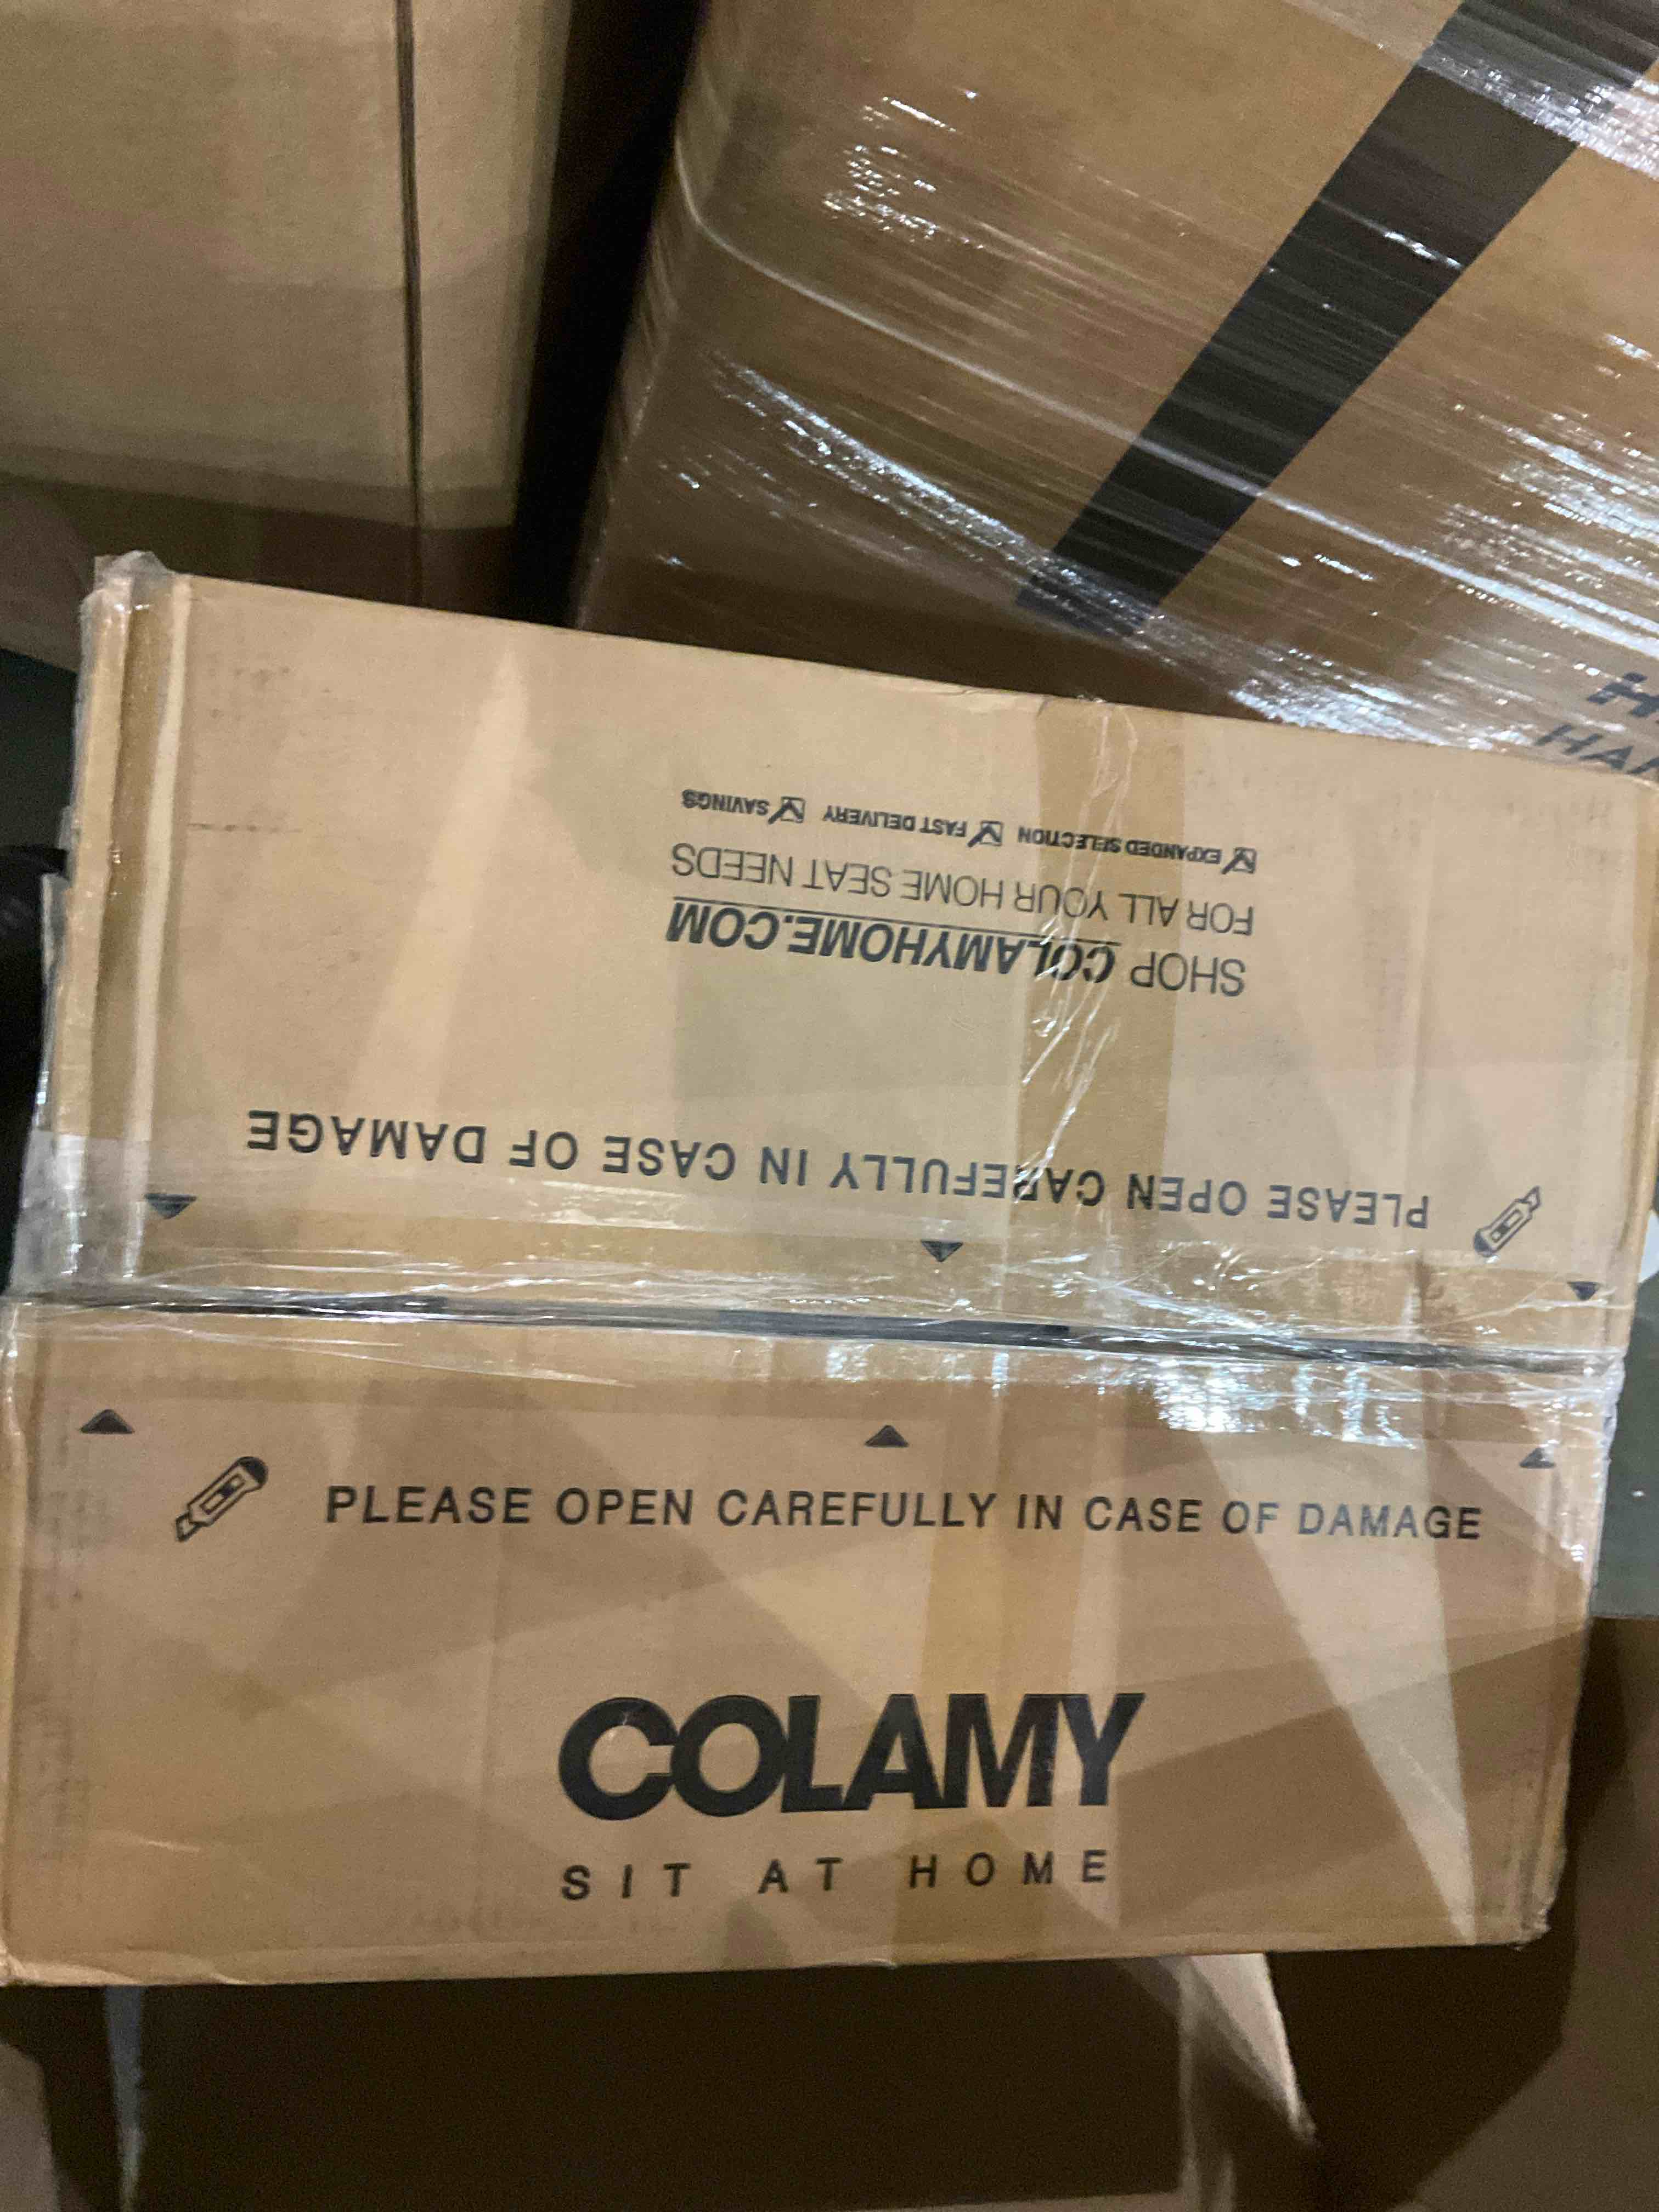 SHOP COLAMYHOME.COM
FOR ALL YOUR HOME SEAT NEEDS
EXPANDED SELECTION FAST DELIVERY SAVINGS
PLEASE OPEN CAREFULLY IN CASE OF DAMAGE
PLEASE OPEN CAREFULLY IN CASE OF DAMAGE
COLAMY
SIT AT HOME